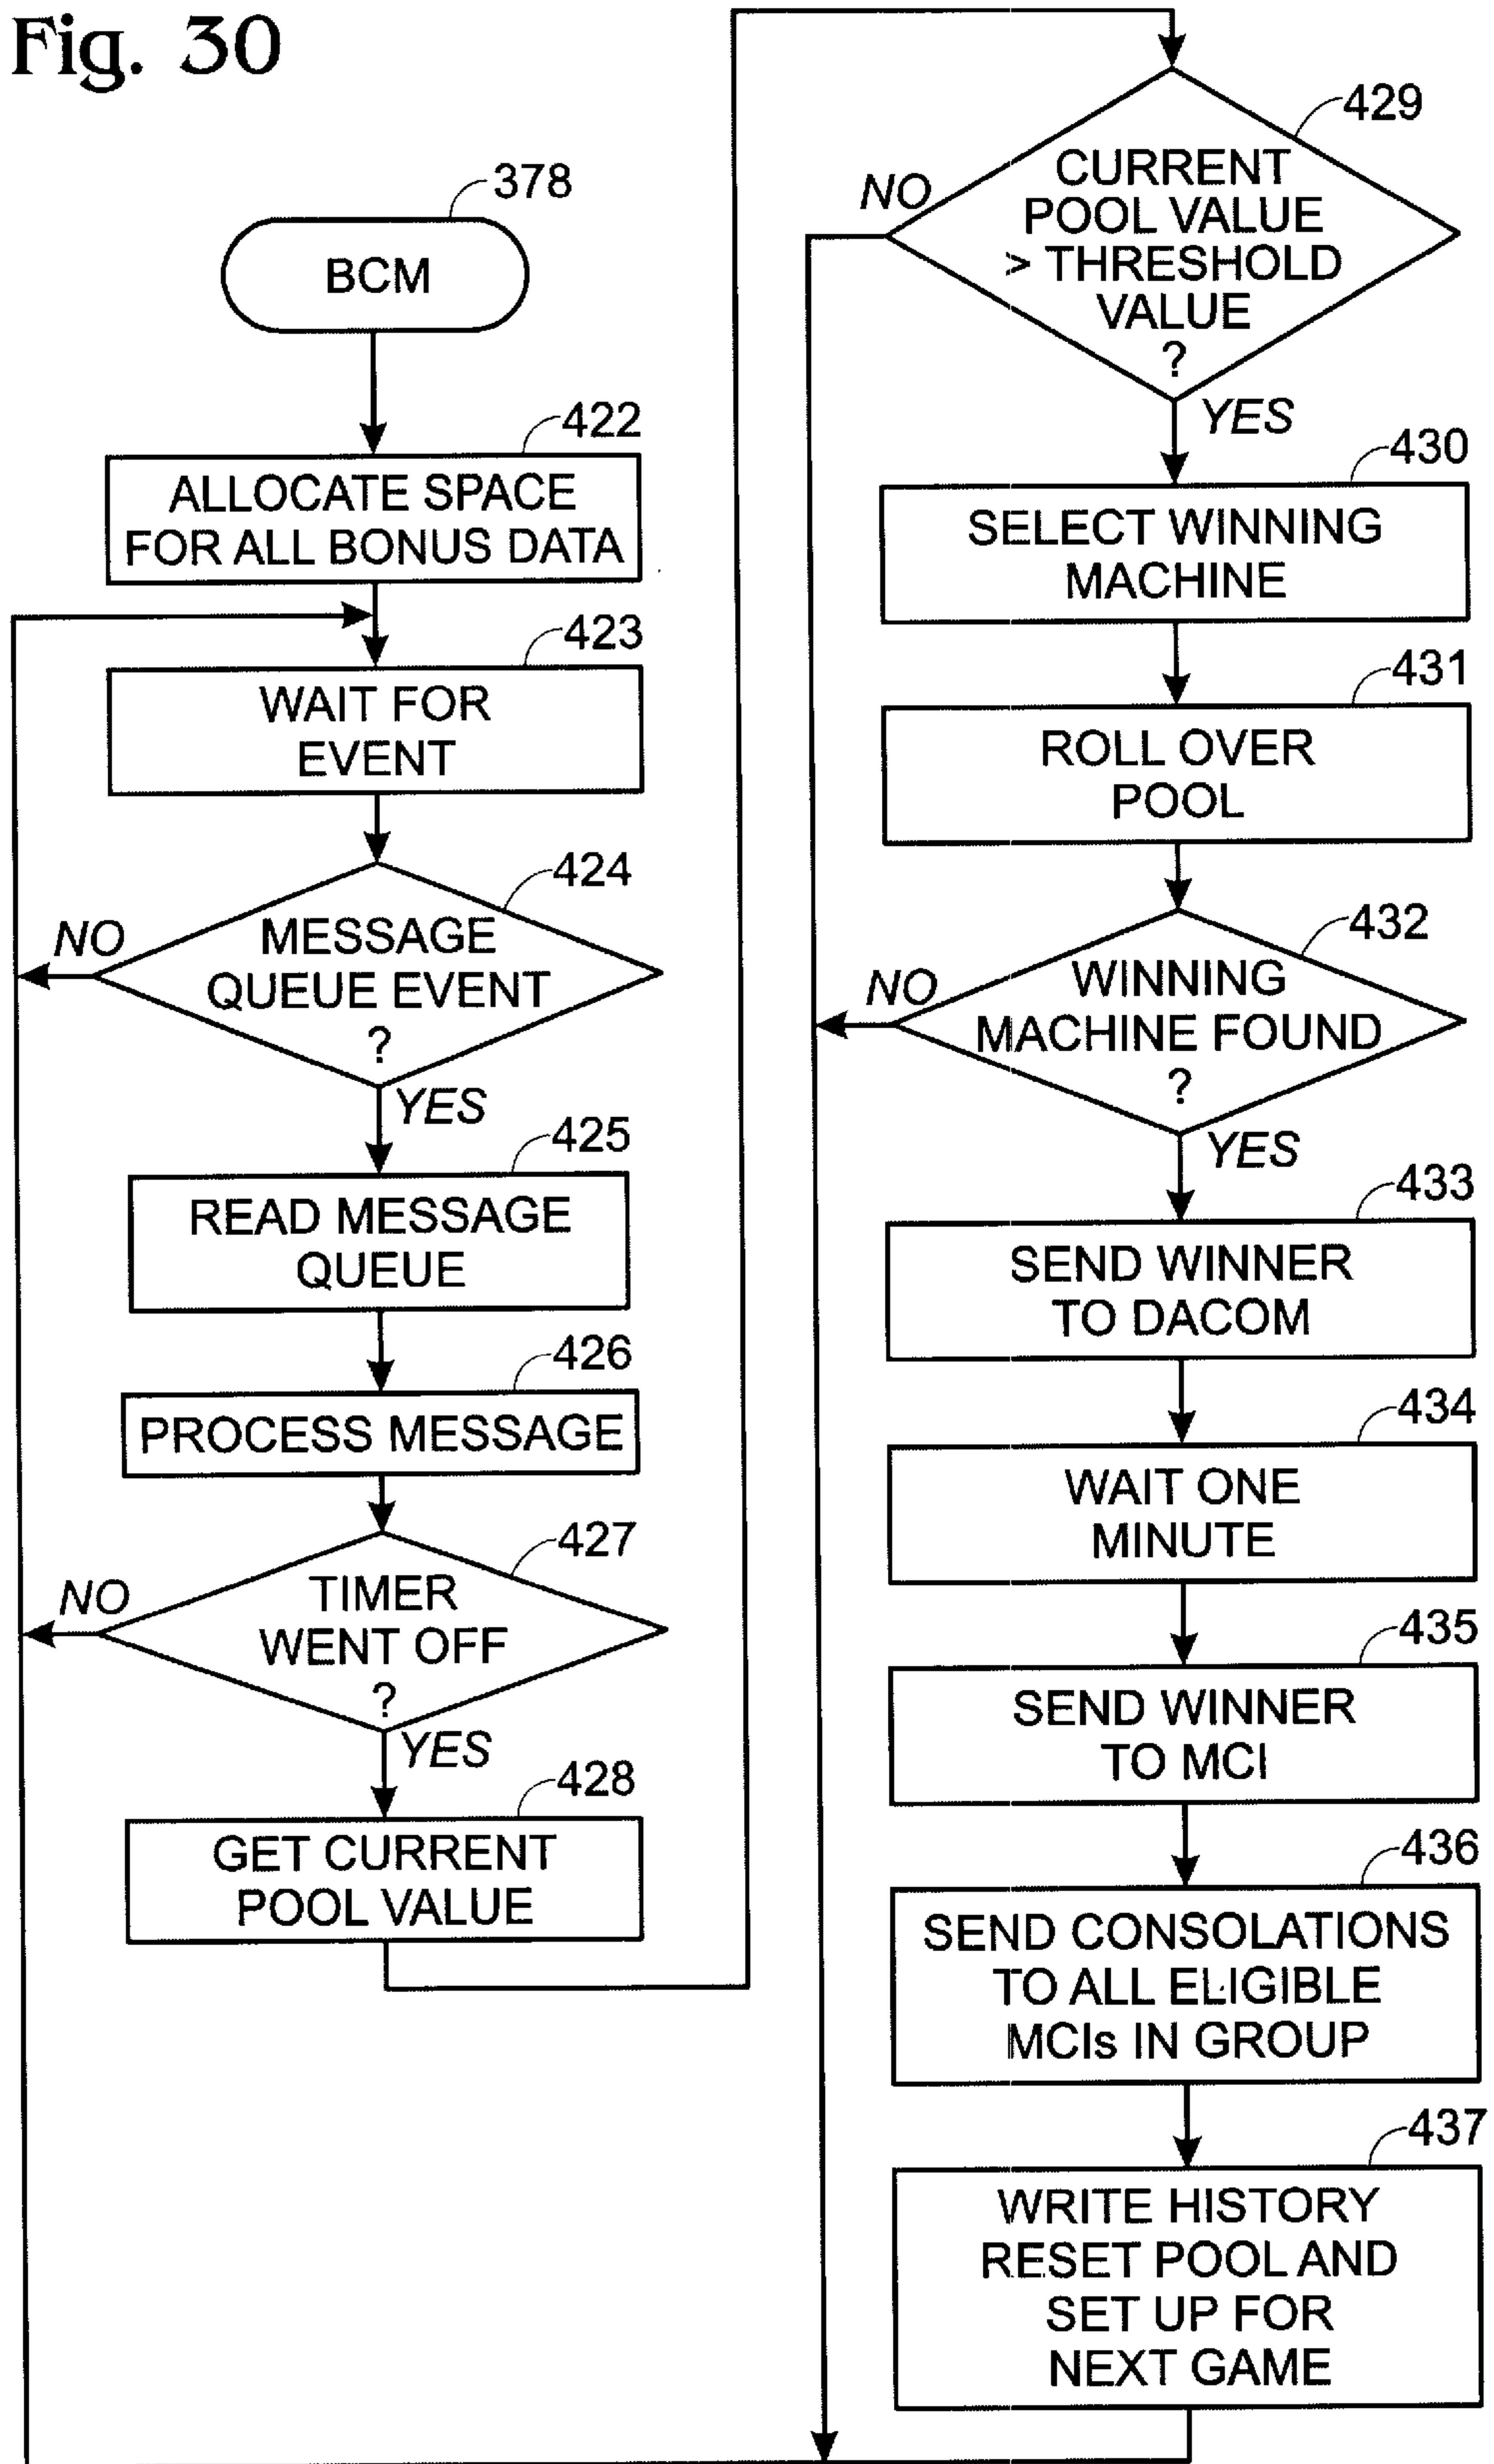 Fig. 30
378
BCM
422
ALLOCATE SPACE
FOR ALL BONUS DATA
423
WAIT FOR
EVENT
424
NO
MESSAGE
QUEUE EVENT
?
YES
425
READ MESSAGE
QUEUE
426
PROCESS MESSAGE
427
NO
TIMER
WENT OFF
?
YES
428
GET CURRENT
POOL VALUE
429
NO
CURRENT
POOL VALUE
> THRESHOLD
VALUE
?
YES
430
SELECT WINNING
MACHINE
431
ROLL OVER
POOL
432
NO
WINNING
MACHINE FOUND
?
YES
433
SEND WINNER
TO DACOM
434
WAIT ONE
MINUTE
435
SEND WINNER
TO MCI
436
SEND CONSOLATIONS
TO ALL ELIGIBLE
MCIs IN GROUP
437
WRITE HISTORY
RESET POOL AND
SET UP FOR
NEXT GAME